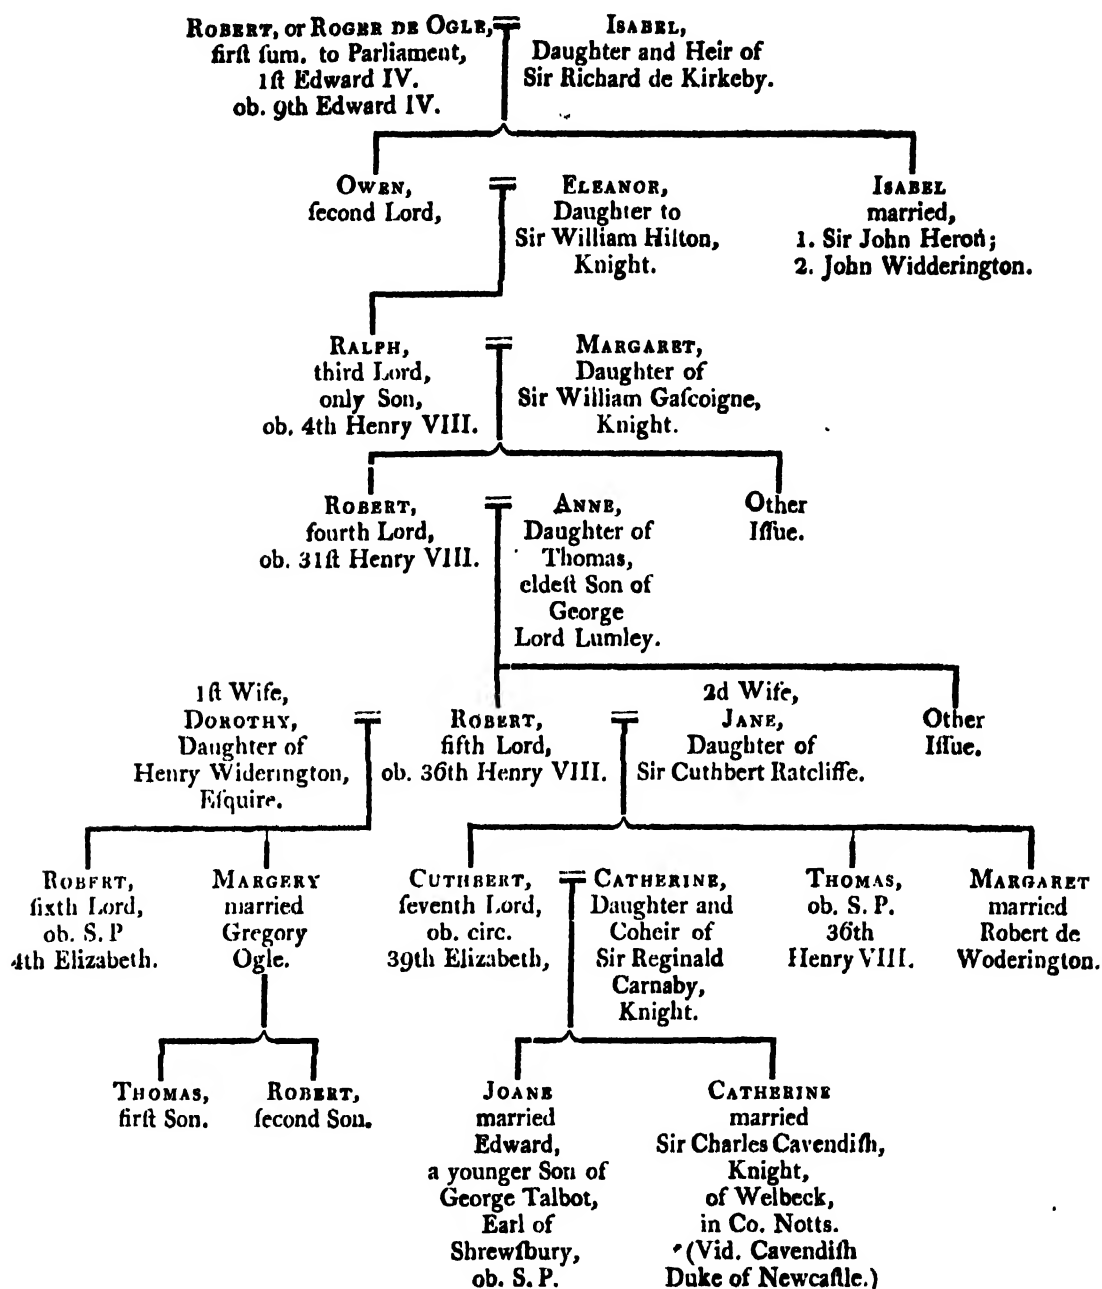 ROBERT, or ROGER DE OGLE,
firſt ſum. to Parliament,
1ſt Edward IV.
ob. 9th Edward IV.
ISABEL,
Daughter and Heir of
Sir Richard de Kirkeby.
OWEN,
ſecond Lord,
ELEANOR,
Daughter to
Sir William Hilton,
Knight.
ISABEL
married,
1. Sir John Heron;
2. John Widderington.
RALPH,
third Lord,
only Son,
ob. 4th Henry VIII.
MARGARET,
Daughter of
Sir William Gaſcoigne,
Knight.
ROBERT,
fourth Lord,
ob. 31ſt Henry VIII.
ANNE,
Daughter of
Thomas,
eldeſt Son of
George
Lord Lumley.
Other
Iſſue.
1ſt Wife,
DOROTHY,
Daughter of
Henry Widerington,
Eſquire.
ROBERT,
fifth Lord,
ob. 36th Henry VIII.
2d Wife,
JANE,
Daughter of
Sir Cuthbert Ratcliffe.
Other
Iſſue.
ROBERT,
ſixth Lord,
ob. S. P
4th Elizabeth.
MARGERY
married
Gregory
Ogle.
CUTHBERT,
ſeventh Lord,
ob. circ.
39th Elizabeth,
CATHERINE,
Daughter and
Coheir of
Sir Reginald
Carnaby,
Knight.
THOMAS,
ob. S. P.
36th
Henry VIII.
MARGARET
married
Robert de
Woderington.
THOMAS,
firſt Son.
ROBERT,
ſecond Son.
JOANE
married
Edward,
a younger Son of
George Talbot,
Earl of
Shrewſbury,
ob. S. P.
CATHERINE
married
Sir Charles Cavendiſh,
Knight,
of Welbeck,
in Co. Notts.
(Vid. Cavendiſh
Duke of Newcaſtle.)